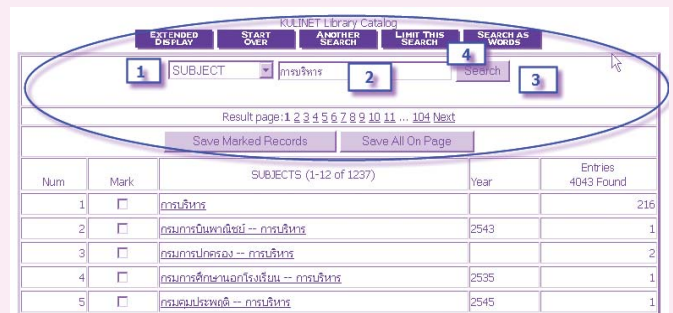 KULINET Library Catalog
EXTENDED DISPLAY START OVER ANOTHER SEARCH LIMIT THIS SEARCH SEARCH AS WORDS
1 SUBJECT การบริหาร 2 4 Search 3
Result page: 1 2 3 4 5 6 7 8 9 10 11 ... 104 Next
Save Marked Records Save All On Page
Num Mark SUBJECTS (1-12 of 1237) Year Entries 4043 Found
1 การบริหาร 216
2 กรมการบินพาณิชย์ -- การบริหาร 2543 1
3 กรมการปกครอง -- การบริหาร 2
4 กรมการศึกษานอกโรงเรียน -- การบริหาร 2535 1
5 กรมคุมประพฤติ -- การบริหาร 2545 1